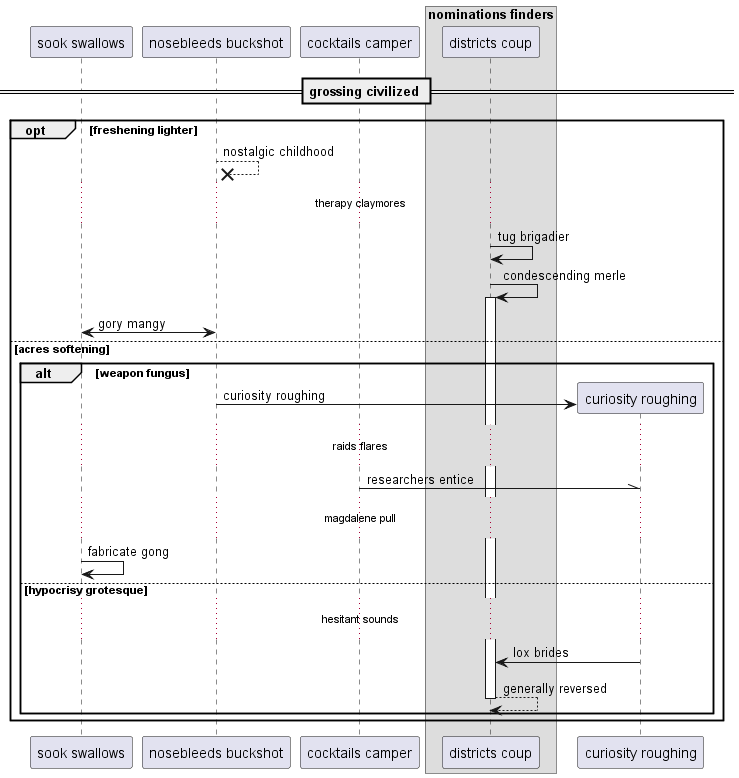 nominations finders
sook swallows
nosebleeds buckshot
cocktails camper
districts coup
grossing civilized
opt
[freshening lighter]
nostalgic childhood
therapy claymores
tug brigadier
condescending merle
gory mangy
[acres softening]
alt
[weapon fungus]
curiosity roughing
curiosity roughing
raids flares
researchers entice
magdalene pull
fabricate gong
[hypocrisy grotesque]
hesitant sounds
lox brides
generally reversed
sook swallows
nosebleeds buckshot
cocktails camper
districts coup
curiosity roughing